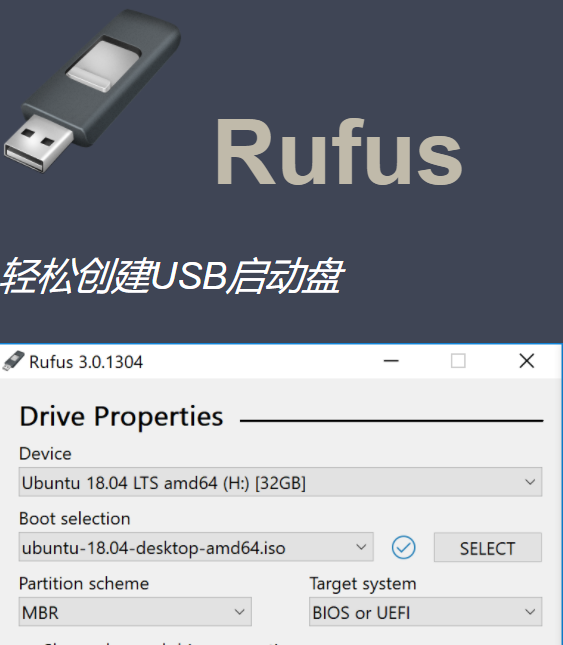 Rufus
轻松创建USB启动盘
Rufus 3.0.1304
Drive Properties
Device
Ubuntu 18.04 LTS amd64 (H:) [32GB]
Boot selection
ubuntu-18.04-desktop-amd64.iso
SELECT
Partition scheme
Target system
MBR
BIOS or UEFI